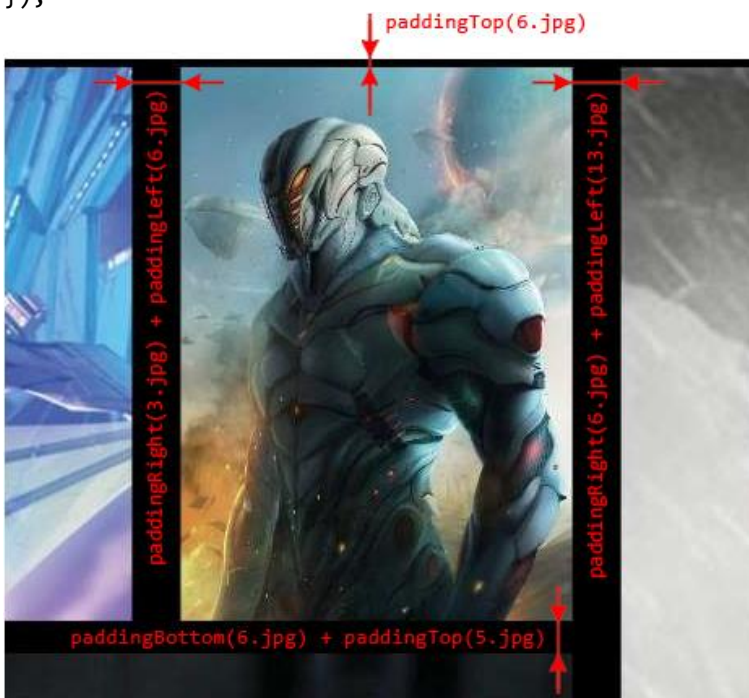 });
paddingTop(6.jpg)
paddingRight(3.jpg) + paddingLeft(6.jpg)
paddingRight(6.jpg) + paddingLeft(13.jpg)
paddingBottom(6.jpg) + paddingTop(5.jpg)